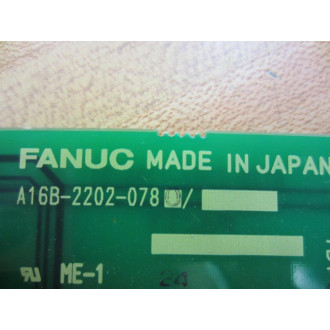 FANUC MADE IN JAPAN
A16B-2202-078 /
ME-1
24